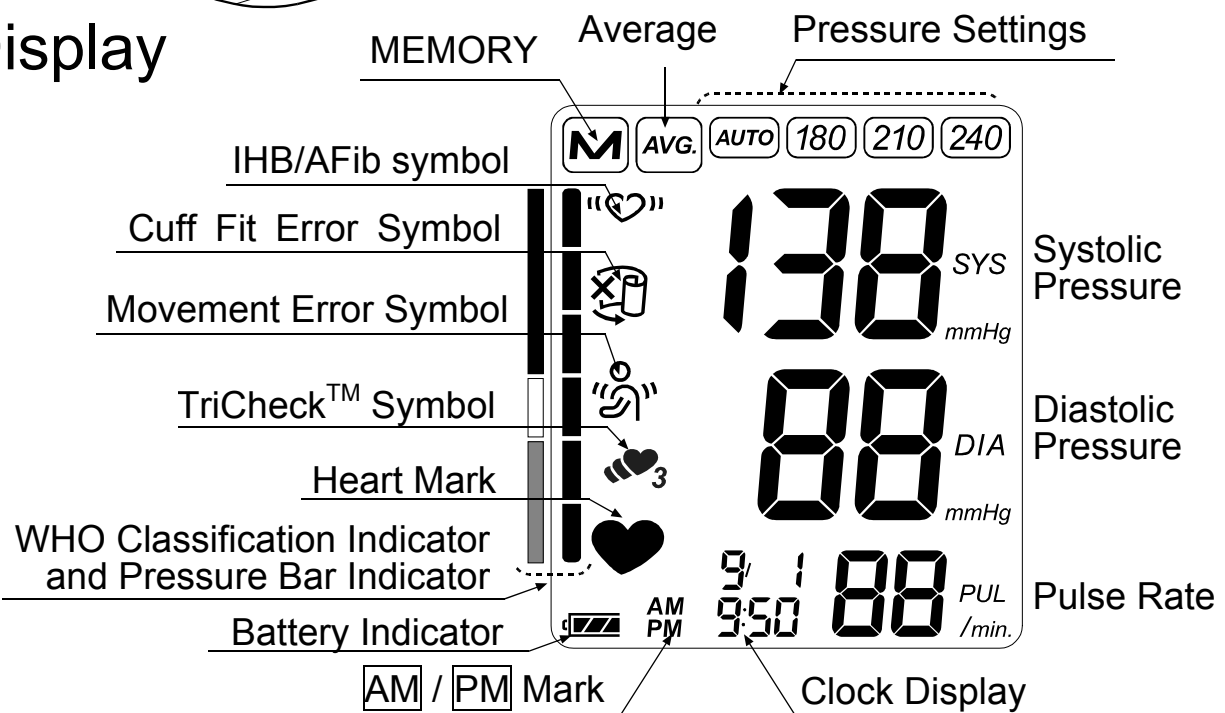 isplay
MEMORY
Average
Pressure Settings
M AVG. AUTO 180 210 240
IHB/AFib symbol
Cuff Fit Error Symbol
Movement Error Symbol
TriCheck™ Symbol
3
Heart Mark
WHO Classification Indicator
and Pressure Bar Indicator
Battery Indicator
AM / PM Mark
138 SYS
mmHg
Systolic
Pressure
88 DIA
mmHg
Diastolic
Pressure
9/ 1
AM
PM
9:50
88 PUL
/min.
Pulse Rate
Clock Display